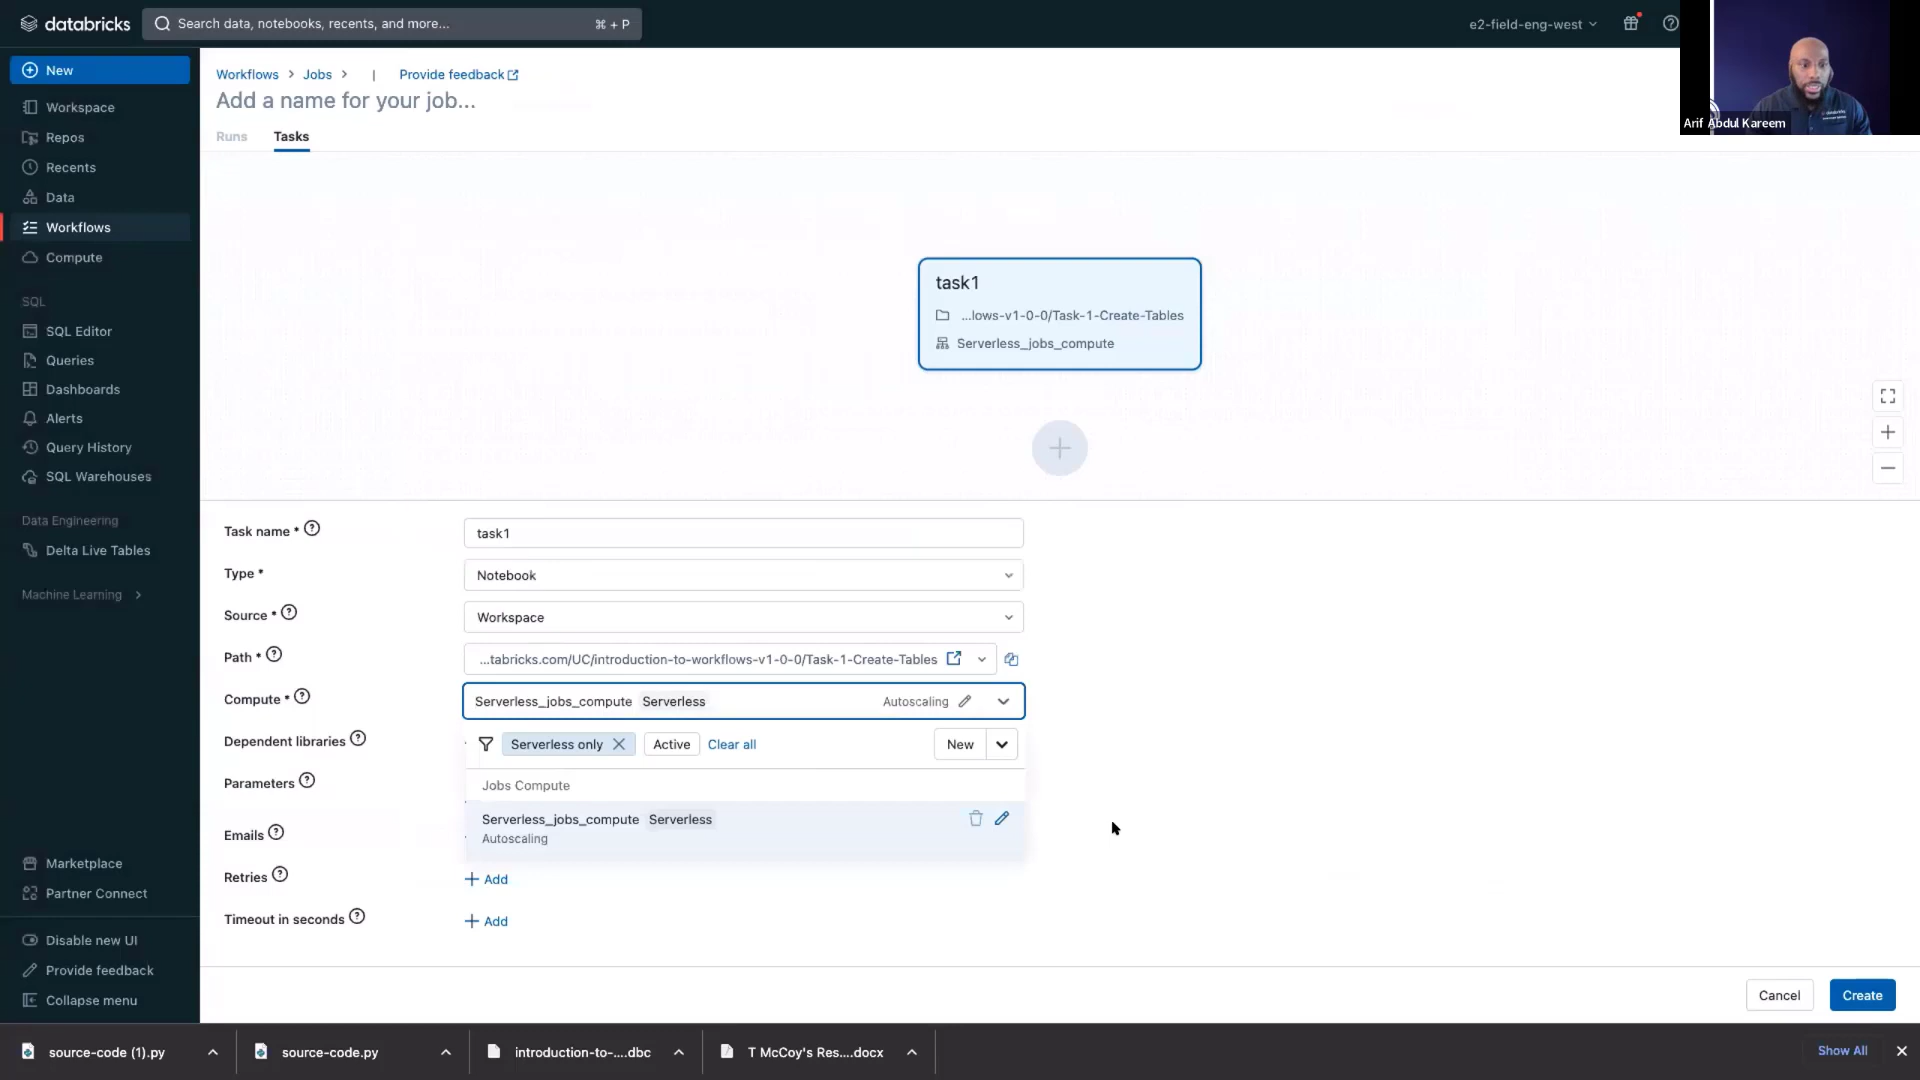 databricks
Search data, notebooks, recents, and more...
⌘ + P
e2-field-eng-west
Arif Abdul Kareem
New
Workspace
Repos
Recents
Data
Workflows
Compute
SQL
SQL Editor
Queries
Dashboards
Alerts
Query History
SQL Warehouses
Data Engineering
Delta Live Tables
Machine Learning
Marketplace
Partner Connect
Disable new UI
Provide feedback
Collapse menu
Workflows > Jobs > | Provide feedback
Add a name for your job...
Runs Tasks
task1
...lows-v1-0-0/Task-1-Create-Tables
Serverless_jobs_compute
Task name *
task1
Type *
Notebook
Source *
Workspace
Path *
...tabricks.com/UC/introduction-to-workflows-v1-0-0/Task-1-Create-Tables
Compute *
Serverless_jobs_compute Serverless Autoscaling
Dependent libraries
Serverless only Active Clear all New
Jobs Compute
Serverless_jobs_compute Serverless
Autoscaling
Parameters
Emails
Retries
+ Add
Timeout in seconds
+ Add
Cancel Create
source-code (1).py
source-code.py
introduction-to-....dbc
T McCoy's Res....docx
Show All